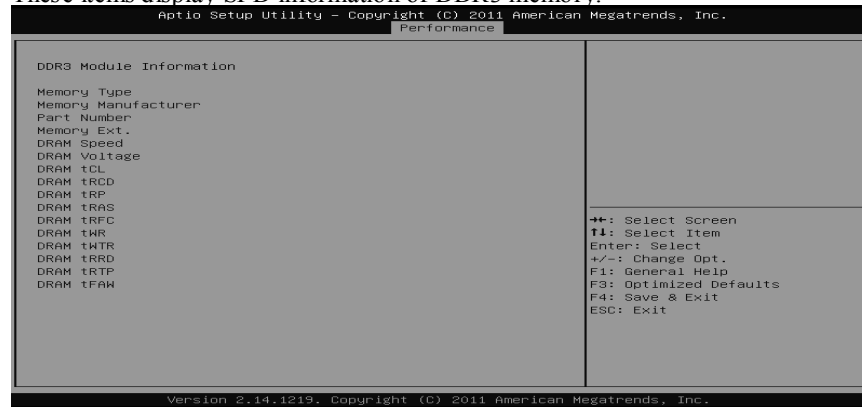 These items display SPD information of DDR3 memory.
Aptio Setup Utility – Copyright (C) 2011 American Megatrends, Inc.
Performance
DDR3 Module Information
Memory Type
Memory Manufacturer
Part Number
Memory Ext.
DRAM Speed
DRAM Voltage
DRAM tCL
DRAM tRCD
DRAM tRP
DRAM tRAS
DRAM tRFC
DRAM tWR
DRAM tWTR
DRAM tRRD
DRAM tRTP
DRAM tFAW
→←: Select Screen
↑↓: Select Item
Enter: Select
+/-: Change Opt.
F1: General Help
F3: Optimized Defaults
F4: Save & Exit
ESC: Exit
Version 2.14.1219. Copyright (C) 2011 American Megatrends, Inc.